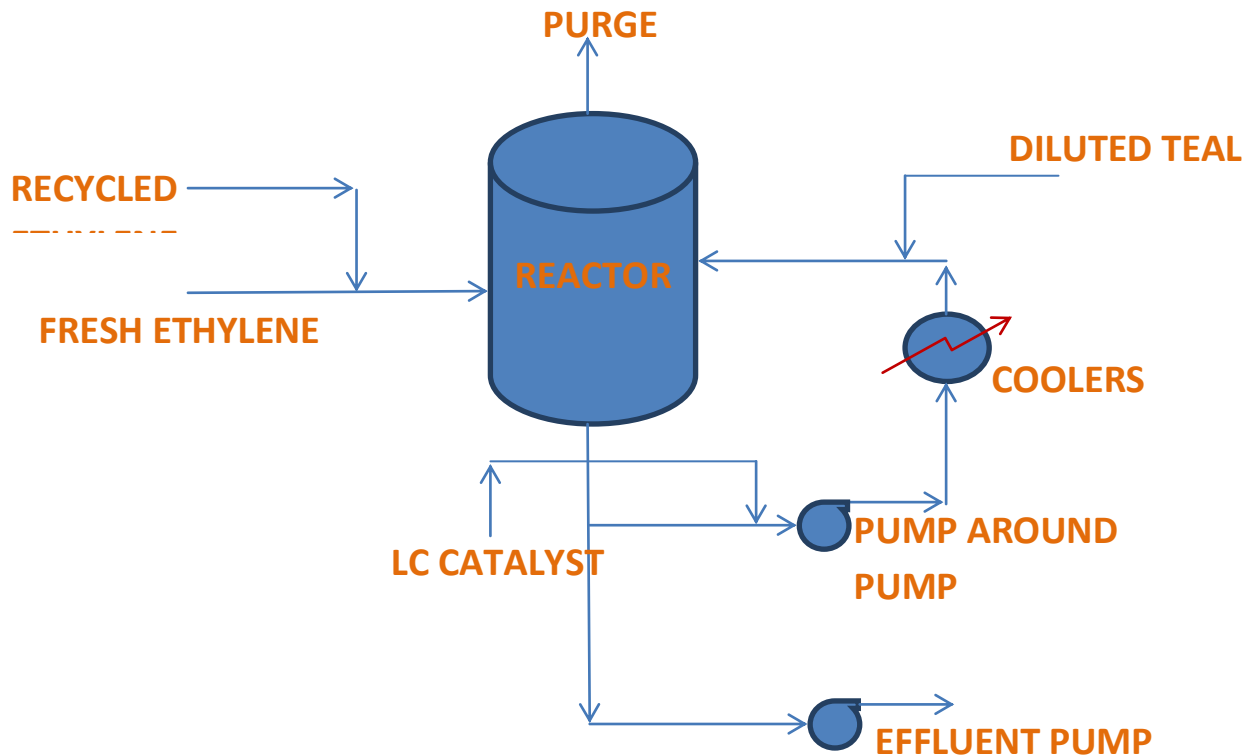 PURGE
DILUTED TEAL
RECYCLED
REACTOR
FRESH ETHYLENE
COOLERS
PUMP AROUND
PUMP
LC CATALYST
EFFLUENT PUMP